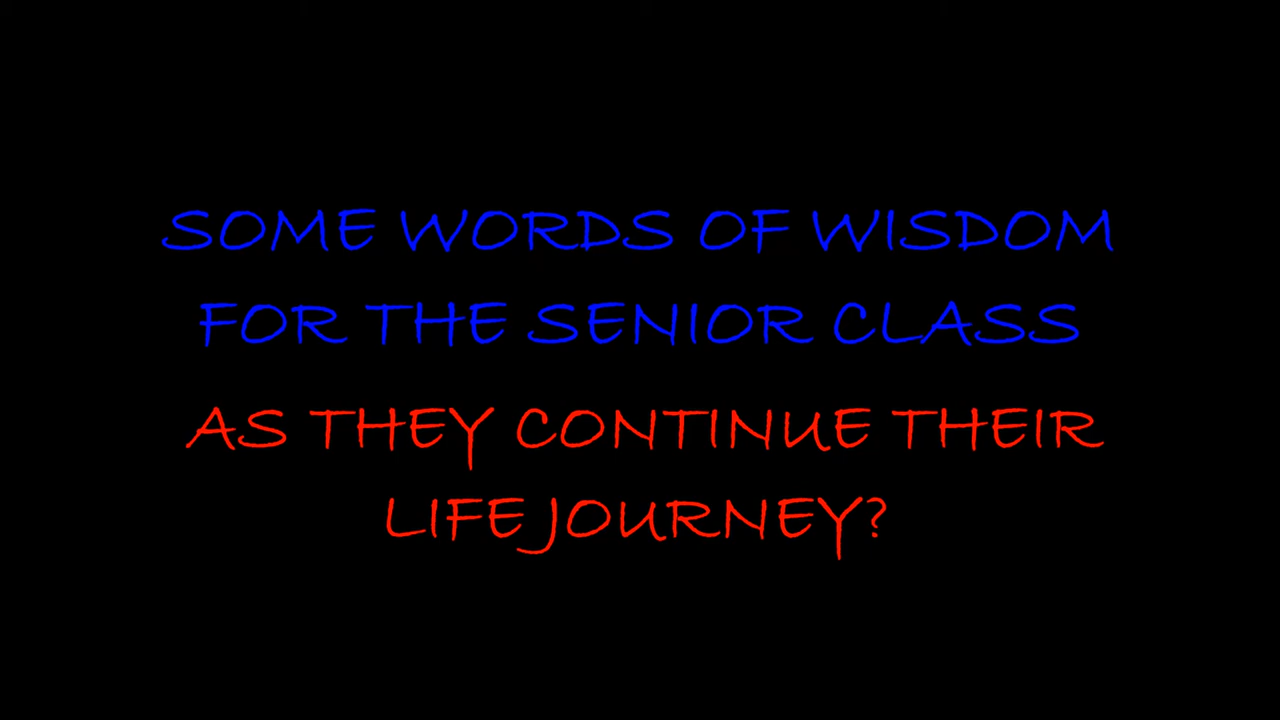 SOME WORDS OF WISDOM
FOR THE SENIOR CLASS
AS THEY CONTINUE THEIR
LIFE JOURNEY?